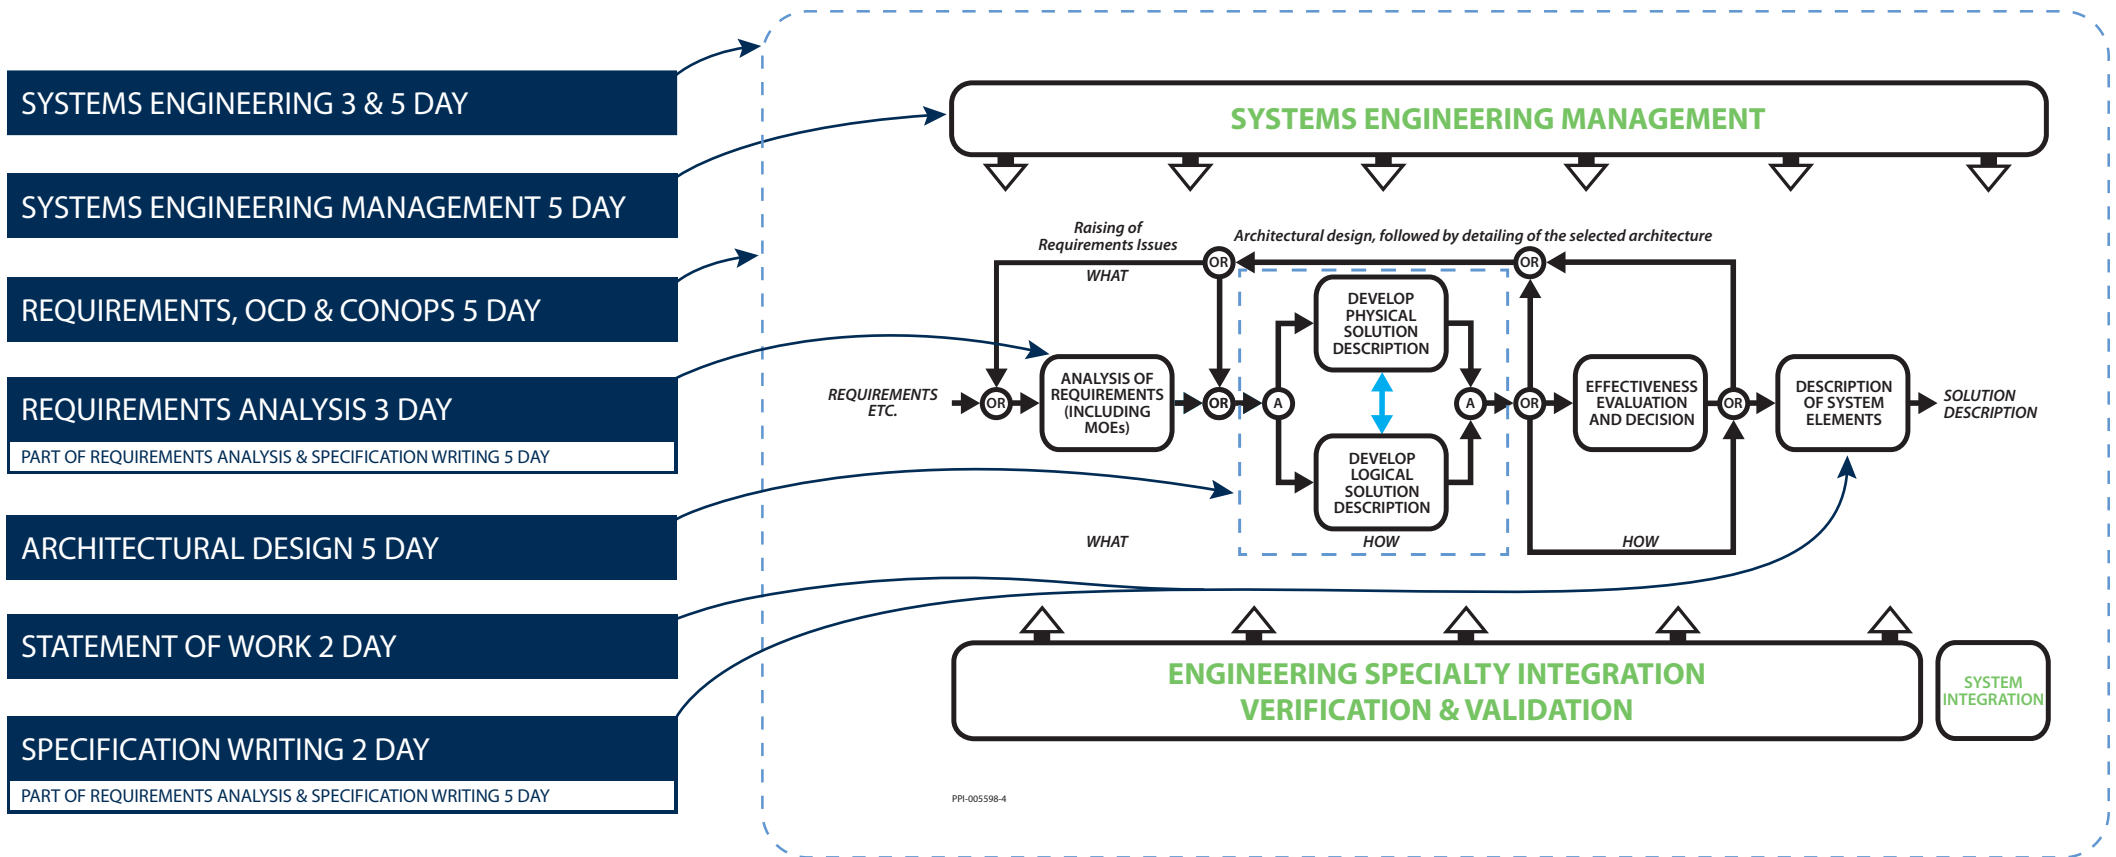 SYSTEMS ENGINEERING 3 & 5 DAY
SYSTEMS ENGINEERING MANAGEMENT 5 DAY
REQUIREMENTS, OCD & CONOPS 5 DAY
REQUIREMENTS ANALYSIS 3 DAY
PART OF REQUIREMENTS ANALYSIS & SPECIFICATION WRITING 5 DAY
ARCHITECTURAL DESIGN 5 DAY
STATEMENT OF WORK 2 DAY
SPECIFICATION WRITING 2 DAY
PART OF REQUIREMENTS ANALYSIS & SPECIFICATION WRITING 5 DAY
SYSTEMS ENGINEERING MANAGEMENT
Raising of
Requirements Issues
WHAT
Architectural design, followed by detailing of the selected architecture
OR
OR
REQUIREMENTS
ETC.
OR
ANALYSIS OF
REQUIREMENTS
(INCLUDING
MOEs)
OR
A
DEVELOP
PHYSICAL
SOLUTION
DESCRIPTION
DEVELOP
LOGICAL
SOLUTION
DESCRIPTION
A
OR
EFFECTIVENESS
EVALUATION
AND DECISION
OR
DESCRIPTION
OF SYSTEM
ELEMENTS
SOLUTION
DESCRIPTION
WHAT
HOW
HOW
ENGINEERING SPECIALTY INTEGRATION
VERIFICATION & VALIDATION
SYSTEM
INTEGRATION
PPI-005598-4